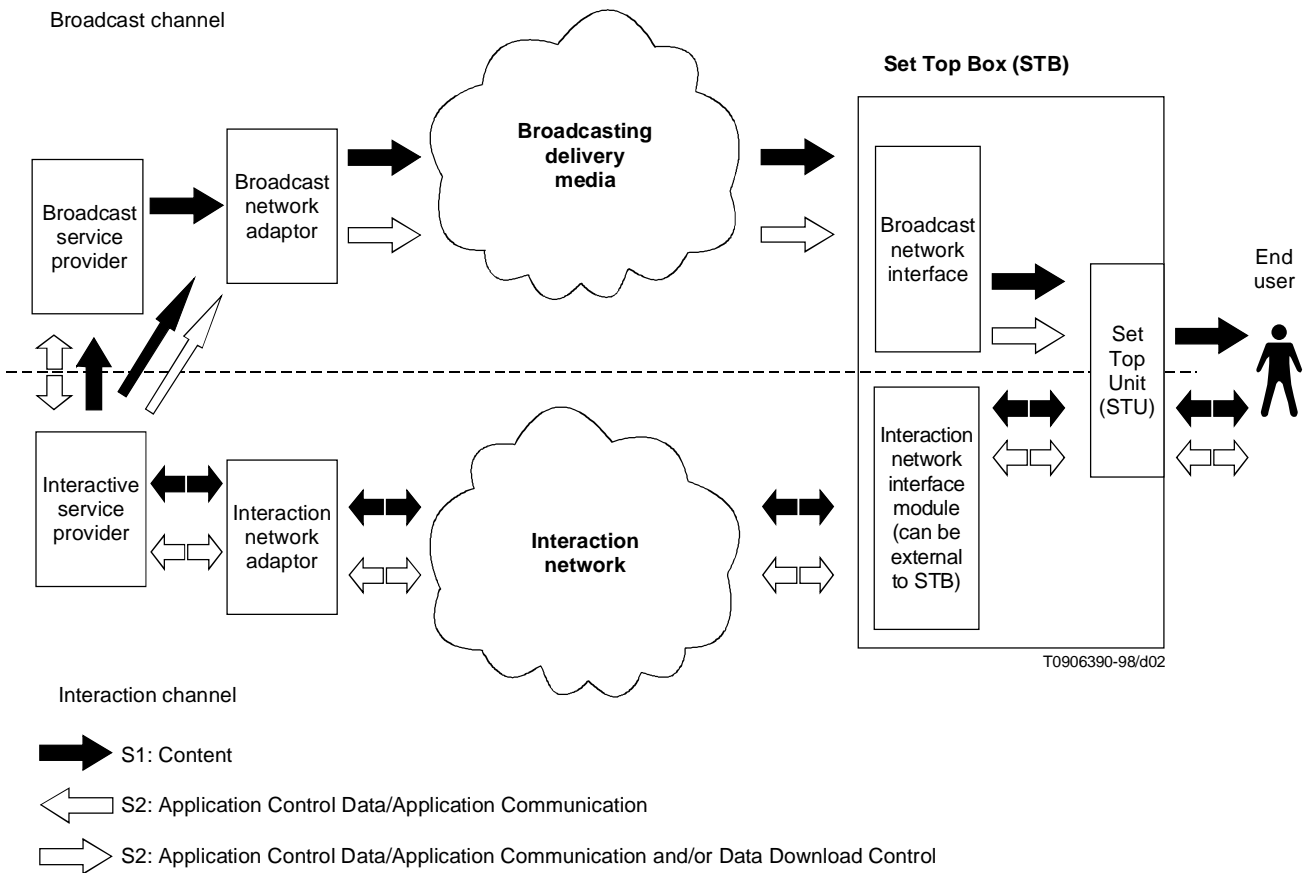 Broadcast channel
Set Top Box (STB)
Broadcasting
delivery
media
Broadcast
service
provider
Broadcast
network
adaptor
Broadcast
network
interface
End
user
Set
Top
Unit
(STU)
Interactive
service
provider
Interaction
network
adaptor
Interaction
network
Interaction
network
interface
module
(can be
external
to STB)
T0906390-98/d02
Interaction channel
S1: Content
S2: Application Control Data/Application Communication
S2: Application Control Data/Application Communication and/or Data Download Control